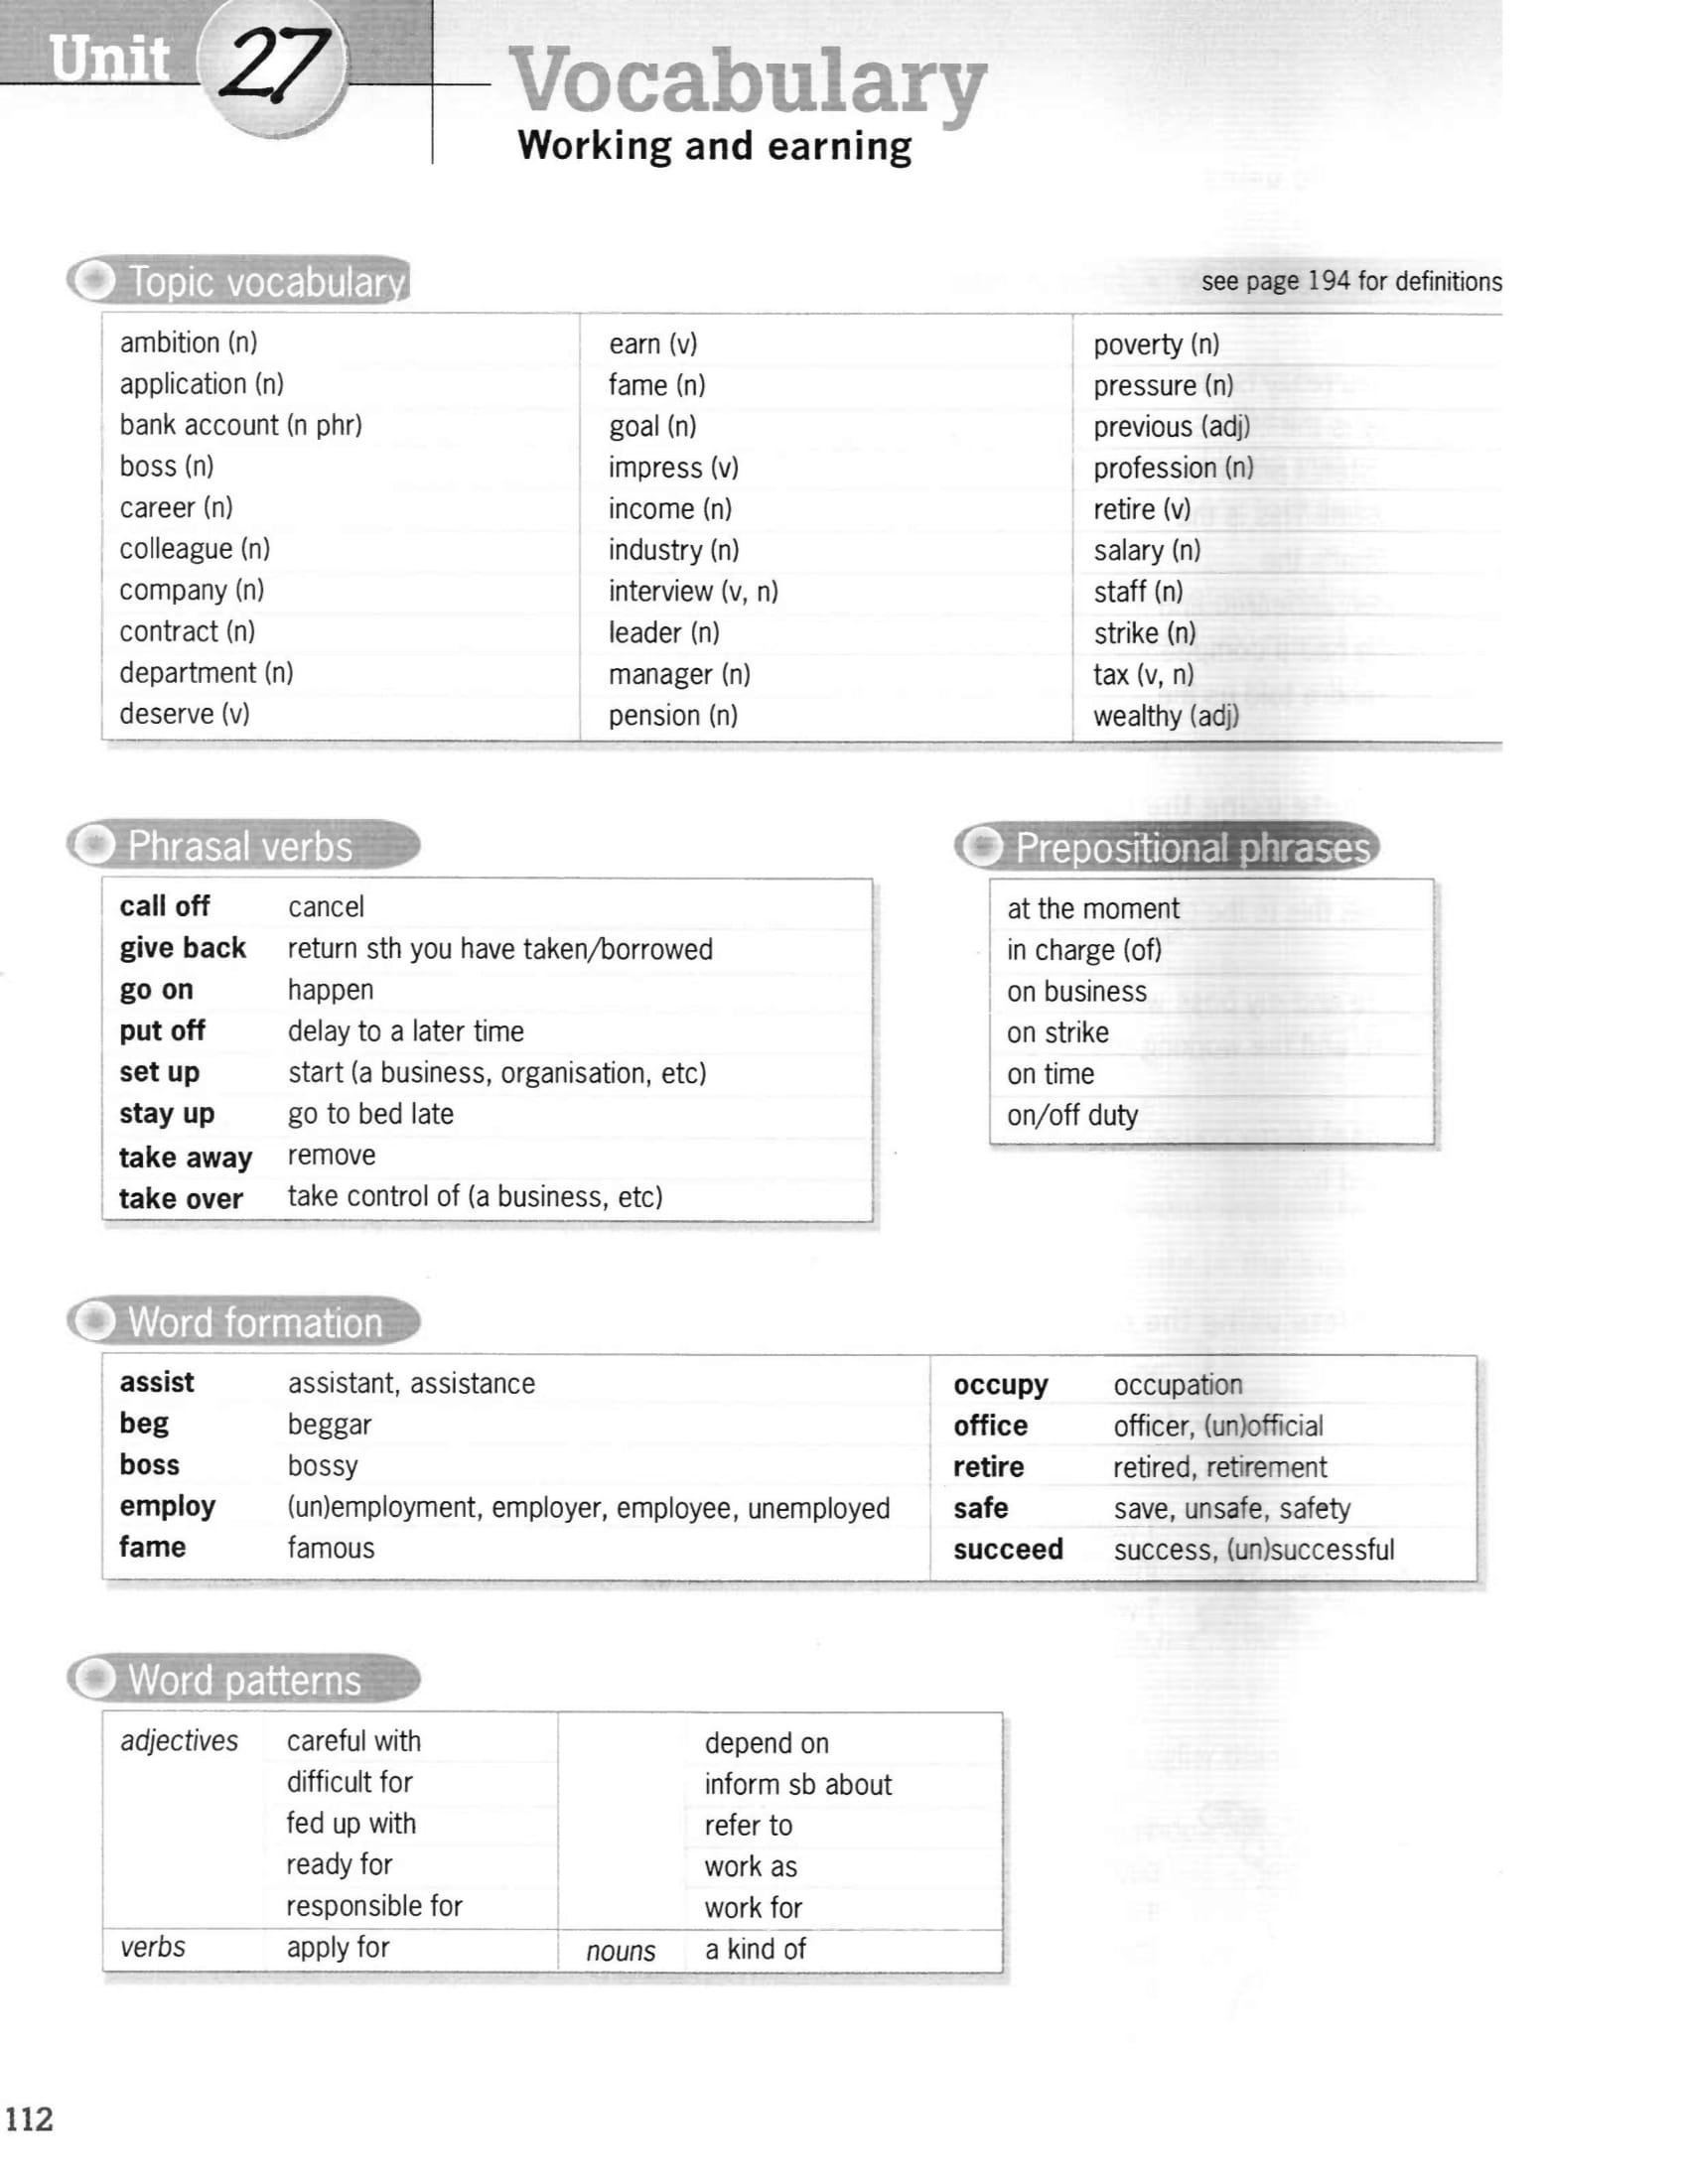 Unit 27
Vocabulary
Working and earning
Topic vocabulary
see page 194 for definitions
ambition (n)
application (n)
bank account (n phr)
boss (n)
career (n)
colleague (n)
company (n)
contract (n)
department (n)
deserve (v)
earn (v)
fame (n)
goal (n)
impress (v)
income (n)
industry (n)
interview (v, n)
leader (n)
manager (n)
pension (n)
poverty (n)
pressure (n)
previous (adj)
profession (n)
retire (v)
salary (n)
staff (n)
strike (n)
tax (v, n)
wealthy (adj)
Phrasal verbs
call off cancel
give back return sth you have taken/borrowed
go on happen
put off delay to a later time
set up start (a business, organisation, etc)
stay up go to bed late
take away remove
take over take control of (a business, etc)
Prepositional phrases
at the moment
in charge (of)
on business
on strike
on time
on/off duty
Word formation
assist assistant, assistance
beg beggar
boss bossy
employ (un)employment, employer, employee, unemployed
fame famous
occupy occupation
office officer, (un)official
retire retired, retirement
safe save, unsafe, safety
succeed success, (un)successful
Word patterns
adjectives careful with
difficult for
fed up with
ready for
responsible for
verbs apply for
depend on
inform sb about
refer to
work as
work for
nouns a kind of
112